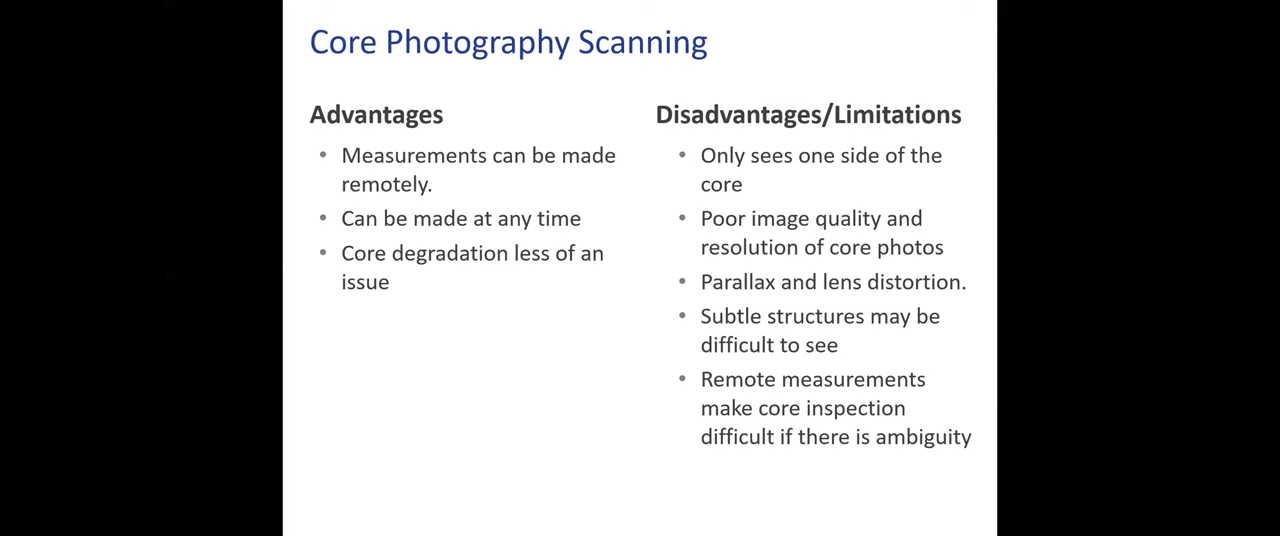 Core Photography Scanning
Advantages
Measurements can be made
remotely.
Can be made at any time
Core degradation less of an
issue
Disadvantages/Limitations
Only sees one side of the
core
Poor image quality and
resolution of core photos
Parallax and lens distortion.
Subtle structures may be
difficult to see
Remote measurements
make core inspection
difficult if there is ambiguity